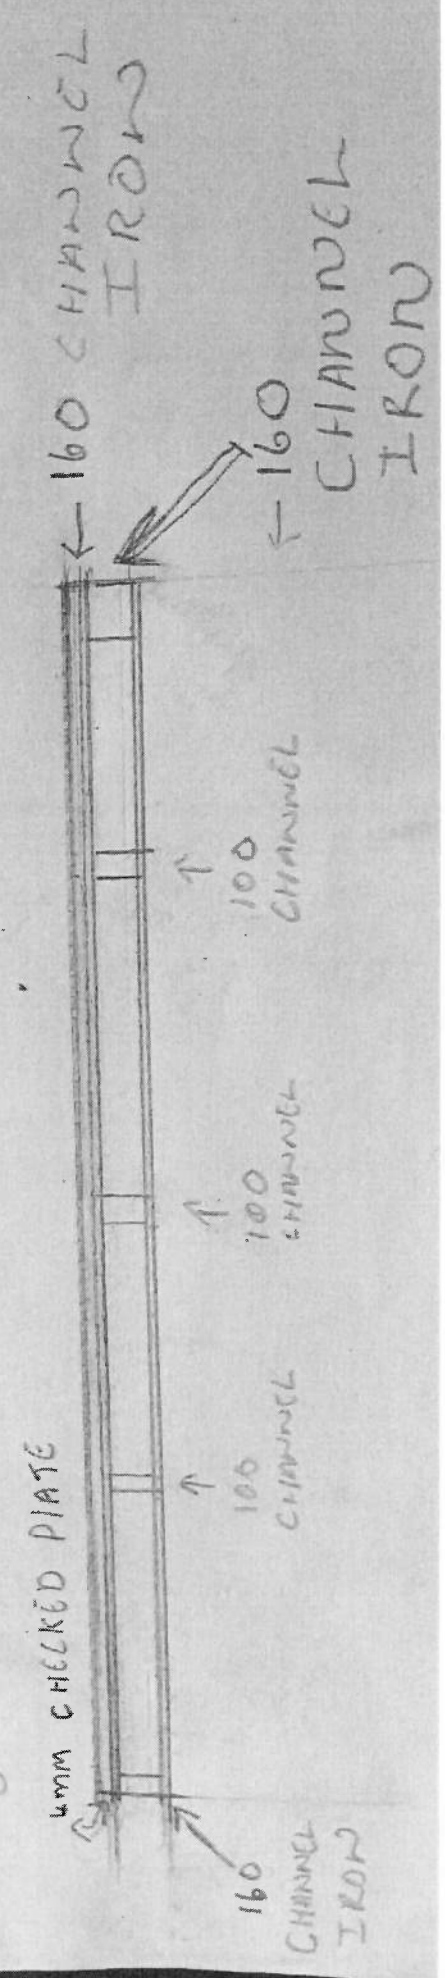 4mm CHECKED PLATE
← 160 CHANNEL
IRON
← 160
CHANNEL
IRON
↑
100
CHANNEL
↑
100
CHANNEL
↑
100
CHANNEL
160
CHANNEL
IRON